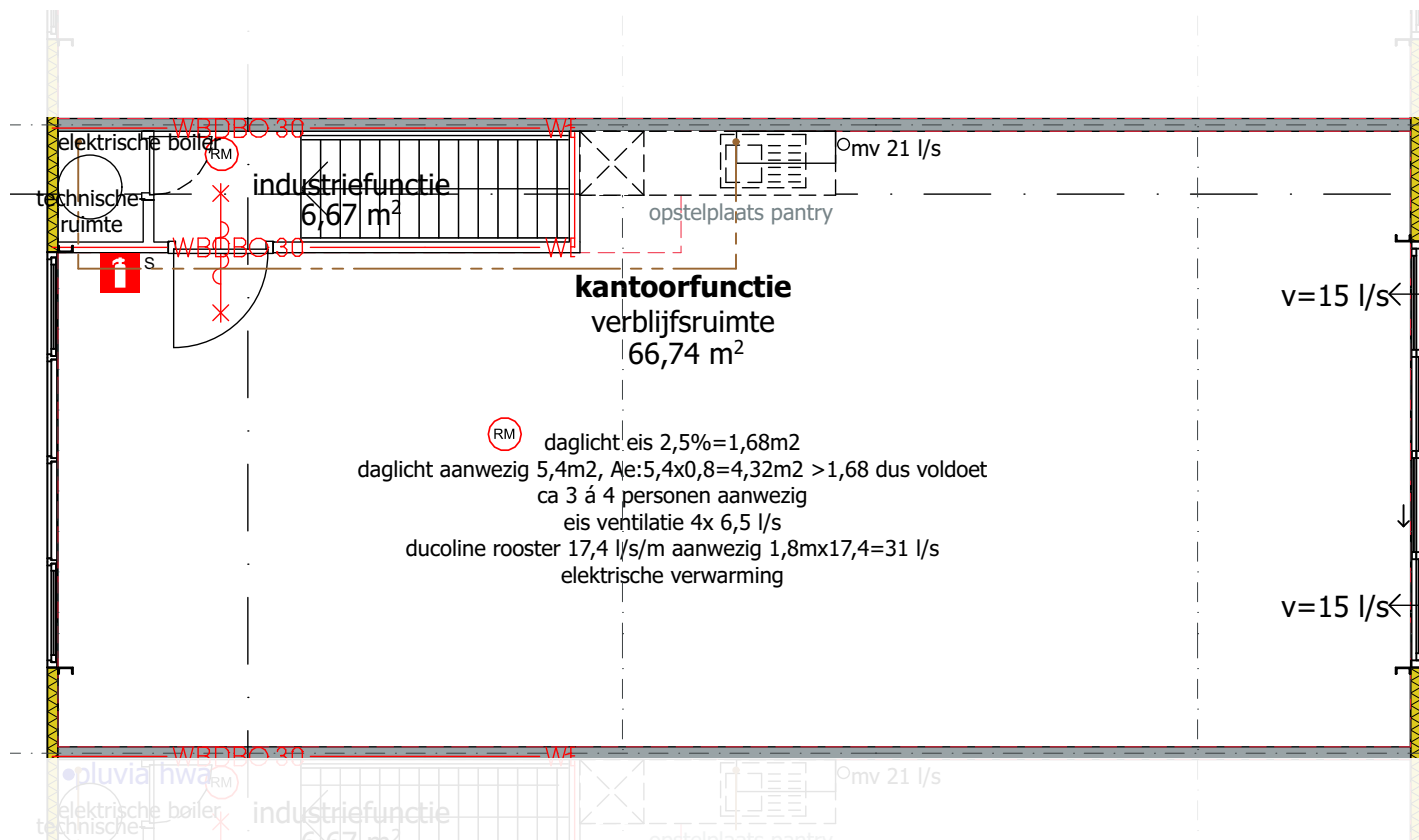 WBDBO 30
elektrische boiler
RM
mv 21 l/s
industriefunctie
6,67 m²
technische
ruimte
opstelplaats pantry
WBDBO 30
S
kantoorfunctie
verblijfsruimte
66,74 m²
v=15 l/s
RM
daglicht eis 2,5%=1,68m2
daglicht aanwezig 5,4m2, Ae:5,4x0,8=4,32m2 >1,68 dus voldoet
ca 3 á 4 personen aanwezig
eis ventilatie 4x 6,5 l/s
ducoline rooster 17,4 l/s/m aanwezig 1,8mx17,4=31 l/s
elektrische verwarming
v=15 l/s
WBDBO 30
pluvia hwa
RM
mv 21 l/s
elektrische boiler
industriefunctie
technische
6,67 m²
opstelplaats pantry